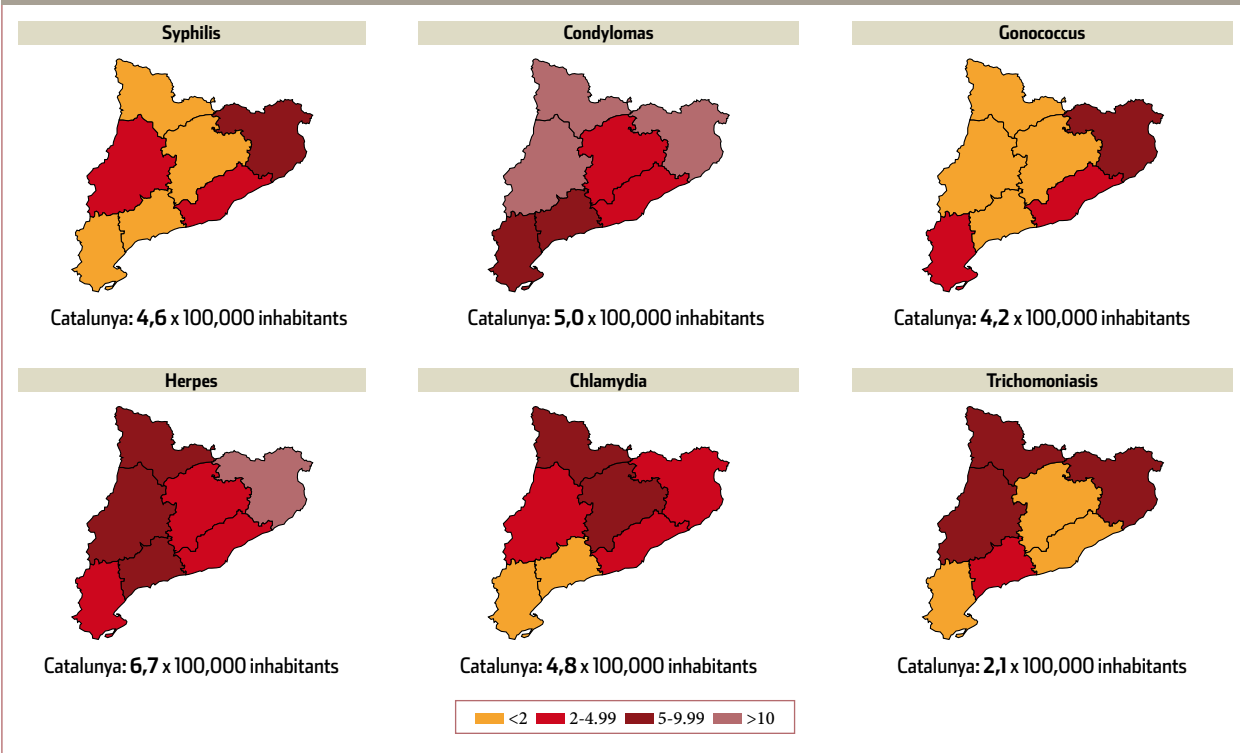 Syphilis
Condylomas
Gonococcus
Catalunya: 4,6 x 100,000 inhabitants
Catalunya: 5,0 x 100,000 inhabitants
Catalunya: 4,2 x 100,000 inhabitants
Herpes
Chlamydia
Trichomoniasis
Catalunya: 6,7 x 100,000 inhabitants
Catalunya: 4,8 x 100,000 inhabitants
Catalunya: 2,1 x 100,000 inhabitants
<2 2-4.99 5-9.99 >10